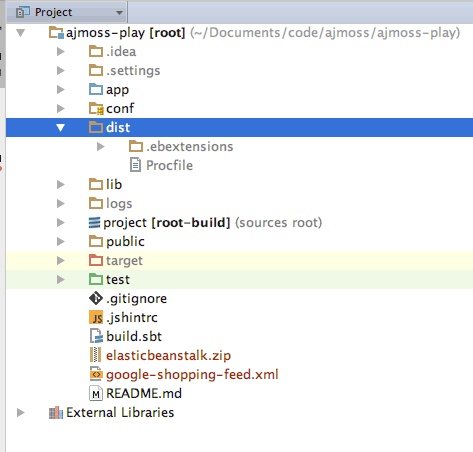 Project
ajmoss-play [root] (~/Documents/code/ajmoss/ajmoss-play)
.idea
.settings
app
conf
dist
.ebextensions
Procfile
lib
logs
project [root-build] (sources root)
public
target
test
.gitignore
.jshintrc
build.sbt
elasticbeanstalk.zip
google-shopping-feed.xml
README.md
External Libraries